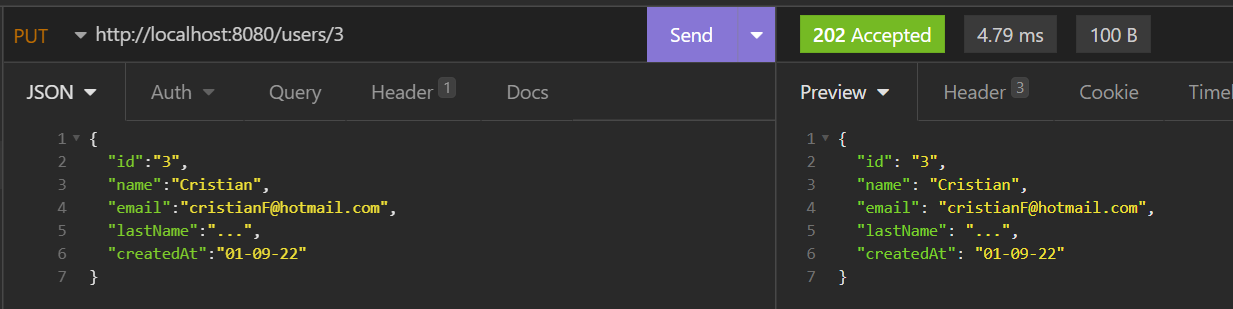 PUT http://localhost:8080/users/3 Send 202 Accepted 4.79 ms 100 B
JSON Auth Query Header 1 Docs Preview Header 3 Cookie
1 {
2 "id":"3",
3 "name":"Cristian",
4 "email":"cristianF@hotmail.com",
5 "lastName":"...",
6 "createdAt":"01-09-22"
7 }
1 {
2 "id": "3",
3 "name": "Cristian",
4 "email": "cristianF@hotmail.com",
5 "lastName": "...",
6 "createdAt": "01-09-22"
7 }